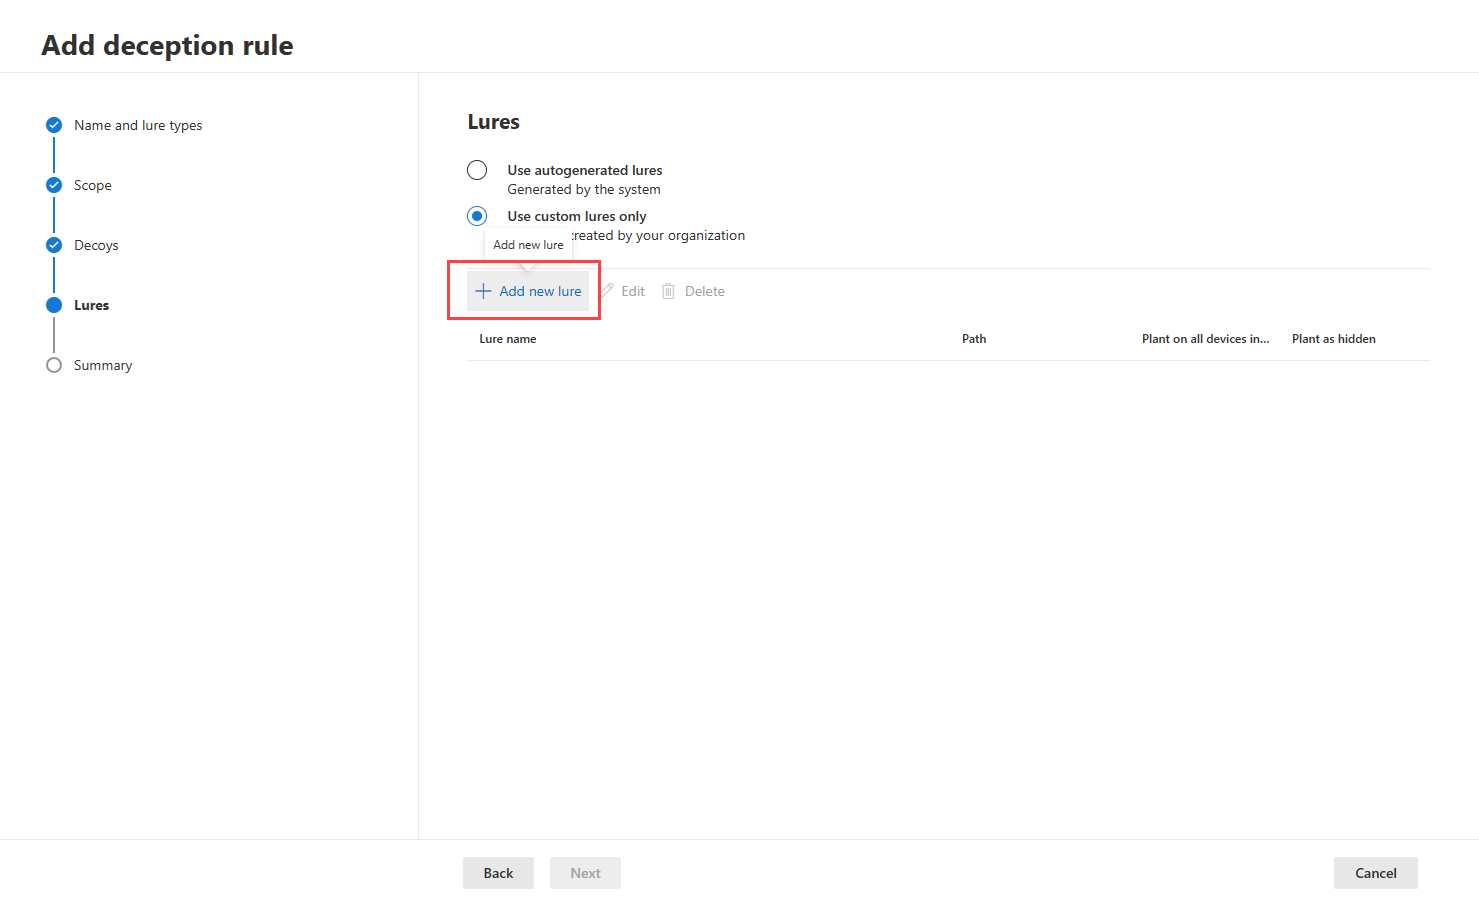 Add deception rule
Name and lure types
Scope
Decoys
Lures
Summary
Lures
Use autogenerated lures
Generated by the system
Use custom lures only
created by your organization
Add new lure
Add new lure
Edit
Delete
Lure name
Path
Plant on all devices in...
Plant as hidden
Back
Next
Cancel